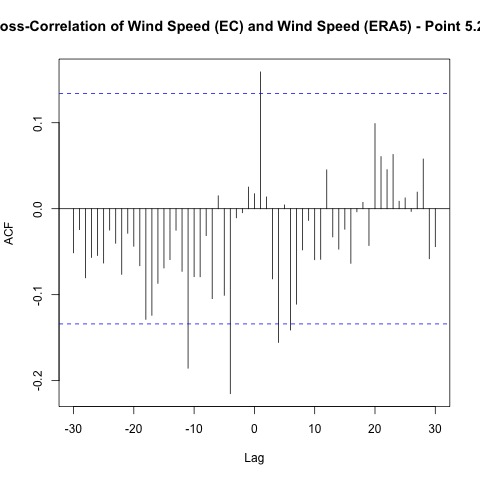 oss-Correlation of Wind Speed (EC) and Wind Speed (ERA5) - Point 5.2
ACF
0.1
0.0
-0.1
-0.2
-30 -20 -10 0 10 20 30
Lag